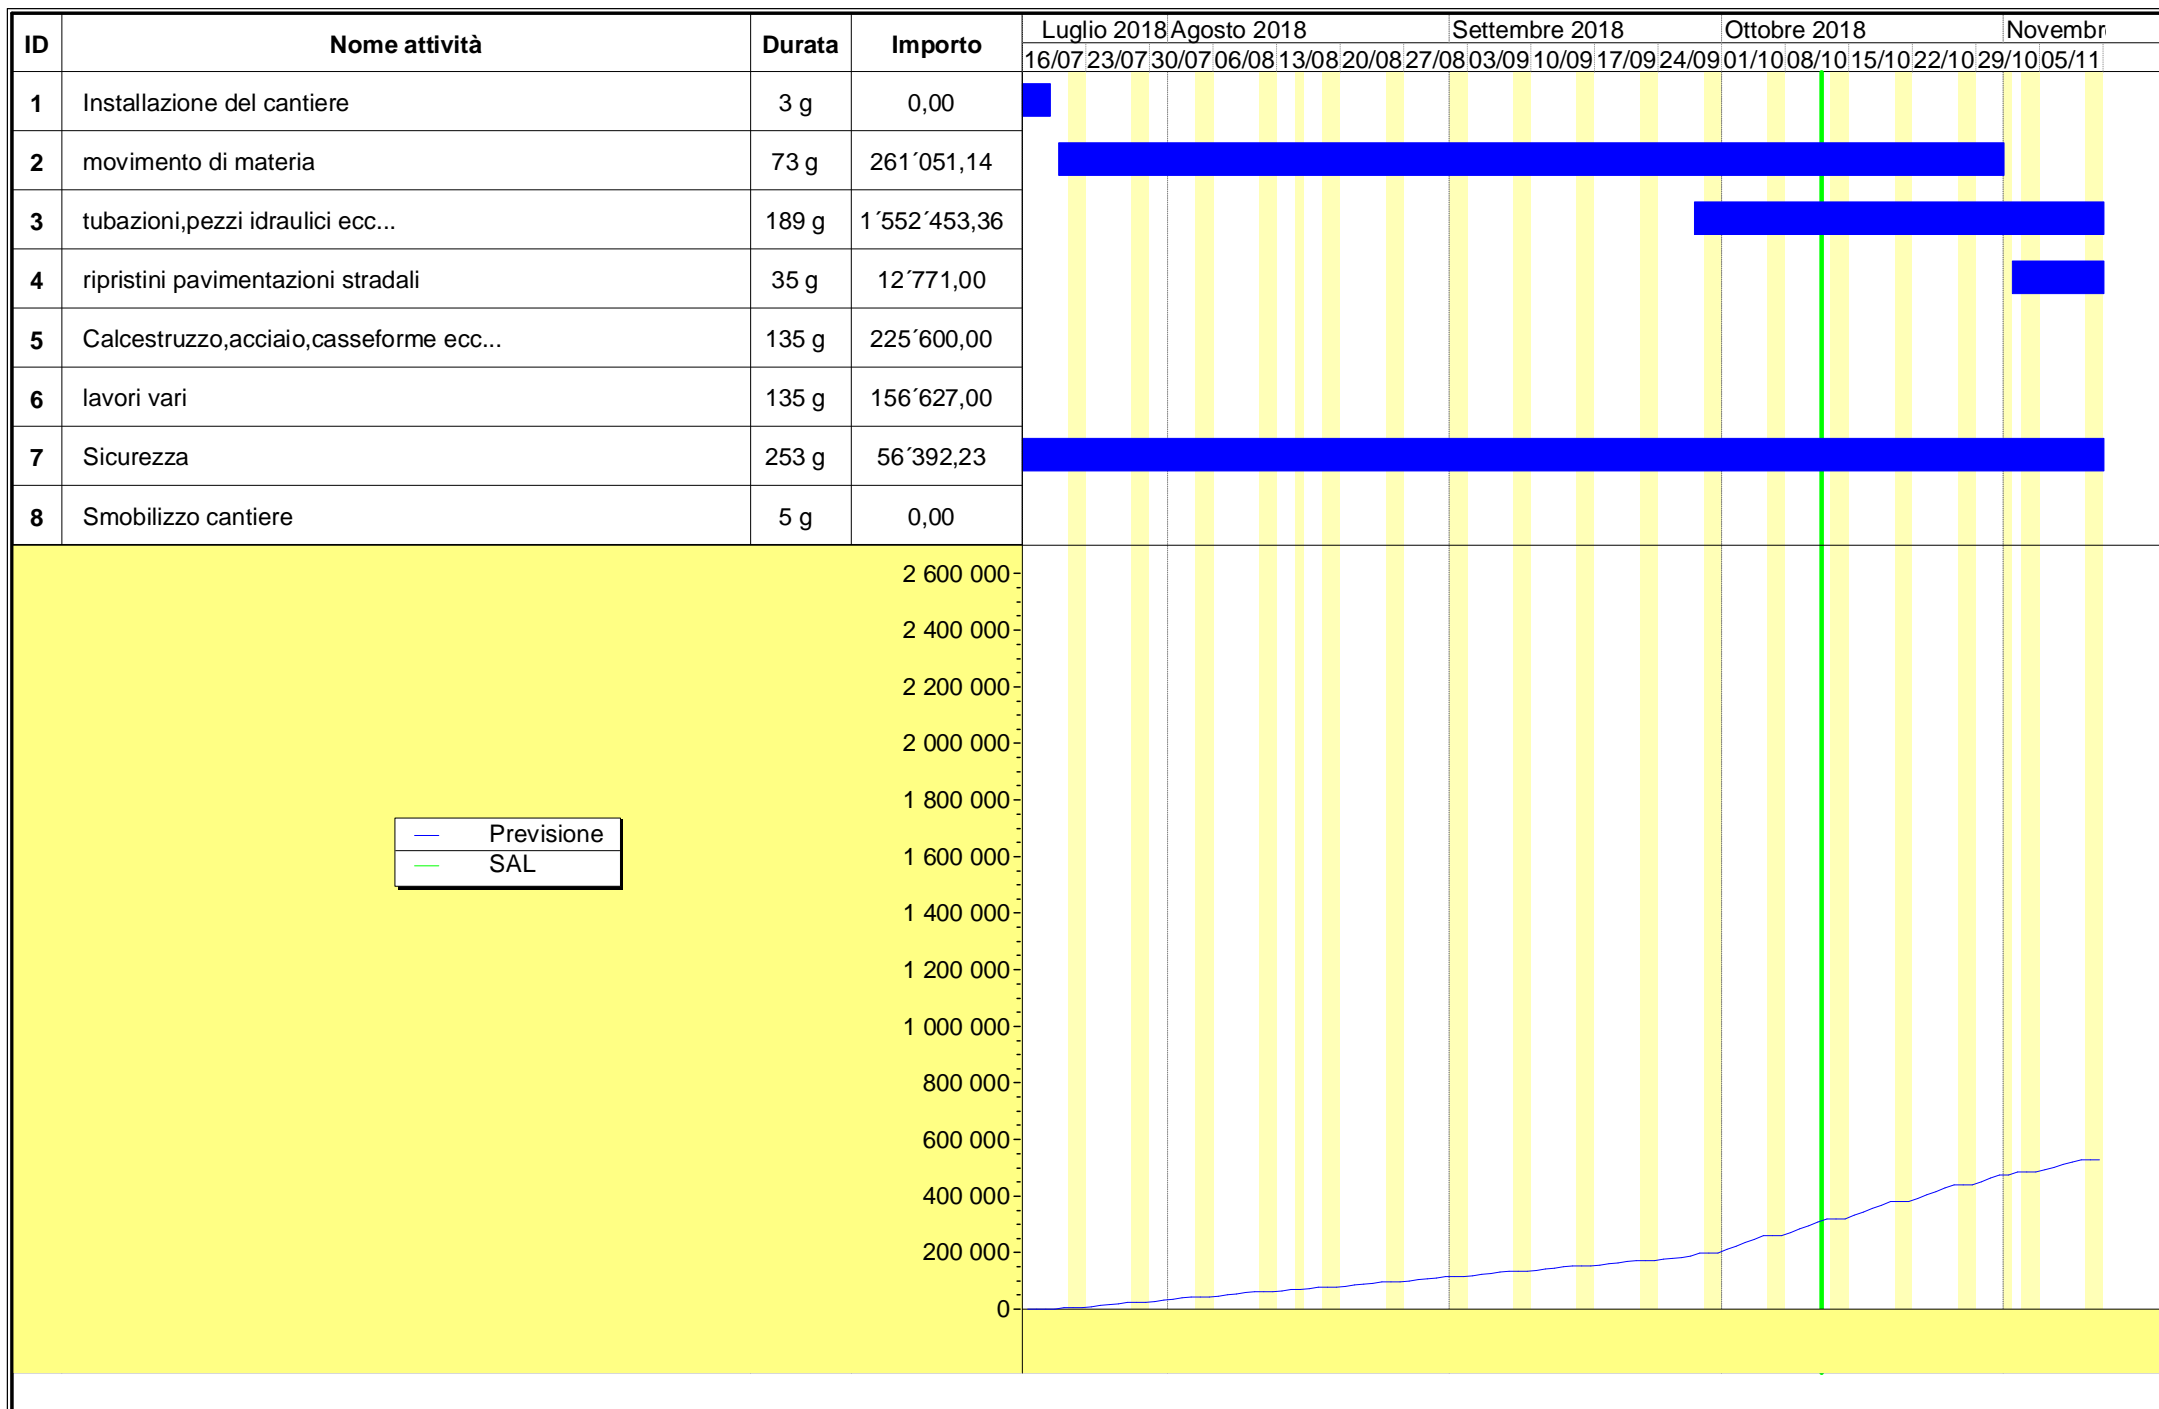 ID Nome attività Durata Importo Luglio 2018 Agosto 2018 Settembre 2018 Ottobre 2018 Novembr
16/07 23/07 30/07 06/08 13/08 20/08 27/08 03/09 10/09 17/09 24/09 01/10 08/10 15/10 22/10 29/10 05/11
1 Installazione del cantiere 3 g 0,00
2 movimento di materia 73 g 261´051,14
3 tubazioni,pezzi idraulici ecc... 189 g 1´552´453,36
4 ripristini pavimentazioni stradali 35 g 12´771,00
5 Calcestruzzo,acciaio,casseforme ecc... 135 g 225´600,00
6 lavori vari 135 g 156´627,00
7 Sicurezza 253 g 56´392,23
8 Smobilizzo cantiere 5 g 0,00
2 600 000
2 400 000
2 200 000
2 000 000
1 800 000
Previsione
1 600 000
SAL
1 400 000
1 200 000
1 000 000
800 000
600 000
400 000
200 000
0